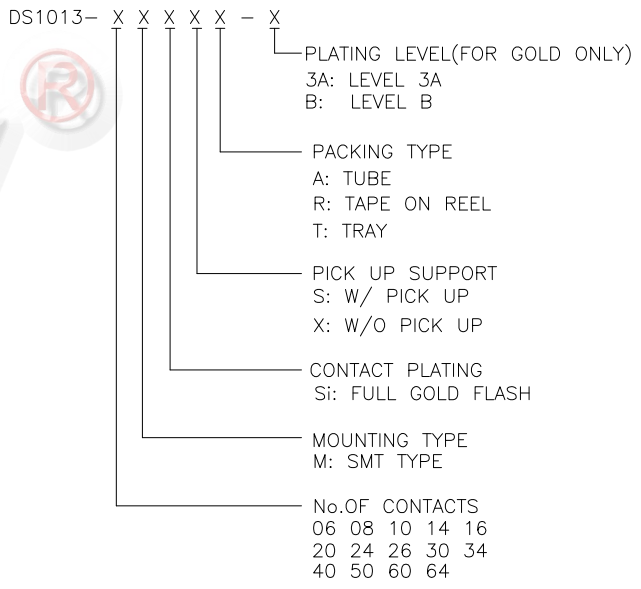 DS1013- X X X X X - X
PLATING LEVEL(FOR GOLD ONLY)
3A: LEVEL 3A
B: LEVEL B
PACKING TYPE
A: TUBE
R: TAPE ON REEL
T: TRAY
PICK UP SUPPORT
S: W/ PICK UP
X: W/O PICK UP
CONTACT PLATING
Si: FULL GOLD FLASH
MOUNTING TYPE
M: SMT TYPE
No.OF CONTACTS
06 08 10 14 16
20 24 26 30 34
40 50 60 64
®